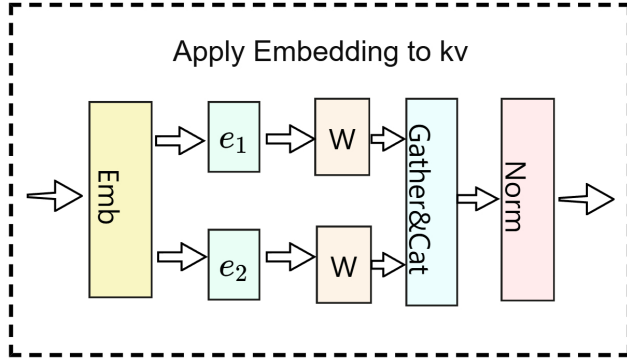 Apply Embedding to kv
Emb
e₁
W
Gather&Cat
Norm
e₂
W